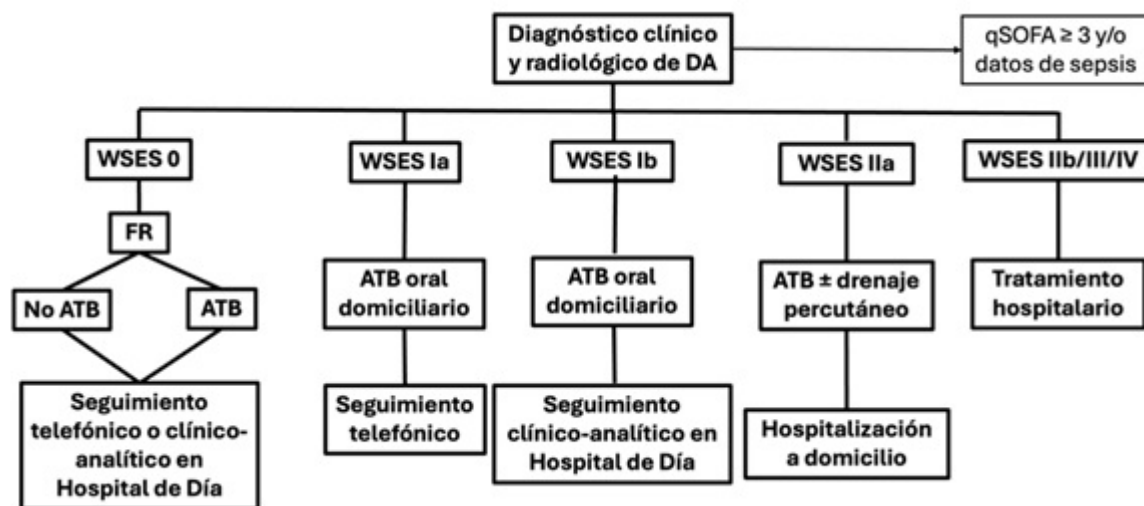 Diagnóstico clínico
y radiológico de DA
qSOFA ≥ 3 y/o
datos de sepsis
WSES 0
WSES Ia
WSES Ib
WSES IIa
WSES IIb/III/IV
FR
No ATB
ATB
ATB oral
domiciliario
ATB oral
domiciliario
ATB ± drenaje
percutáneo
Tratamiento
hospitalario
Seguimiento
telefónico o clínico-
analítico en
Hospital de Día
Seguimiento
telefónico
Seguimiento
clínico-analítico en
Hospital de Día
Hospitalización
a domicilio